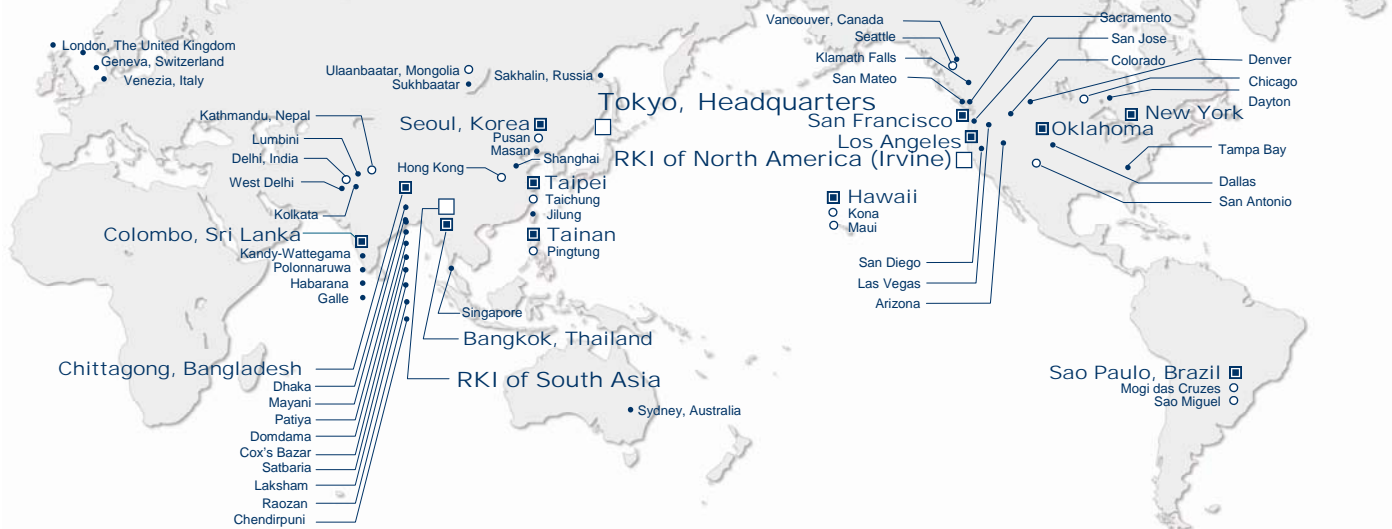 London, The United Kingdom
Geneva, Switzerland
Venezia, Italy
Ulaanbaatar, Mongolia
Sukhbaatar
Sakhalin, Russia
Tokyo, Headquarters
Kathmandu, Nepal
Lumbini
Delhi, India
West Delhi
Kolkata
Seoul, Korea
Pusan
Masan
Shanghai
Hong Kong
Taipei
Taichung
Jilung
Tainan
Pingtung
Colombo, Sri Lanka
Kandy-Wattegama
Polonnaruwa
Habarana
Galle
Singapore
Bangkok, Thailand
RKI of South Asia
Chittagong, Bangladesh
Dhaka
Mayani
Patiya
Domdama
Cox's Bazar
Satbaria
Laksham
Raozan
Chendirpuni
Sydney, Australia
Vancouver, Canada
Seattle
Klamath Falls
San Mateo
San Francisco
Los Angeles
RKI of North America (Irvine)
Hawaii
Kona
Maui
San Diego
Las Vegas
Arizona
Sacramento
San Jose
Colorado
Denver
Chicago
Dayton
New York
Oklahoma
Tampa Bay
Dallas
San Antonio
Sao Paulo, Brazil
Mogi das Cruzes
Sao Miguel